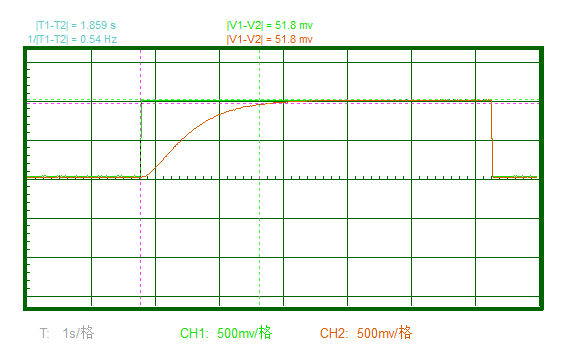 |T1-T2| = 1.859 s |V1-V2| = 51.8 mv
1/|T1-T2| = 0.54 Hz |V1-V2| = 51.8 mv
T: 1s/格 CH1: 500mv/格 CH2: 500mv/格